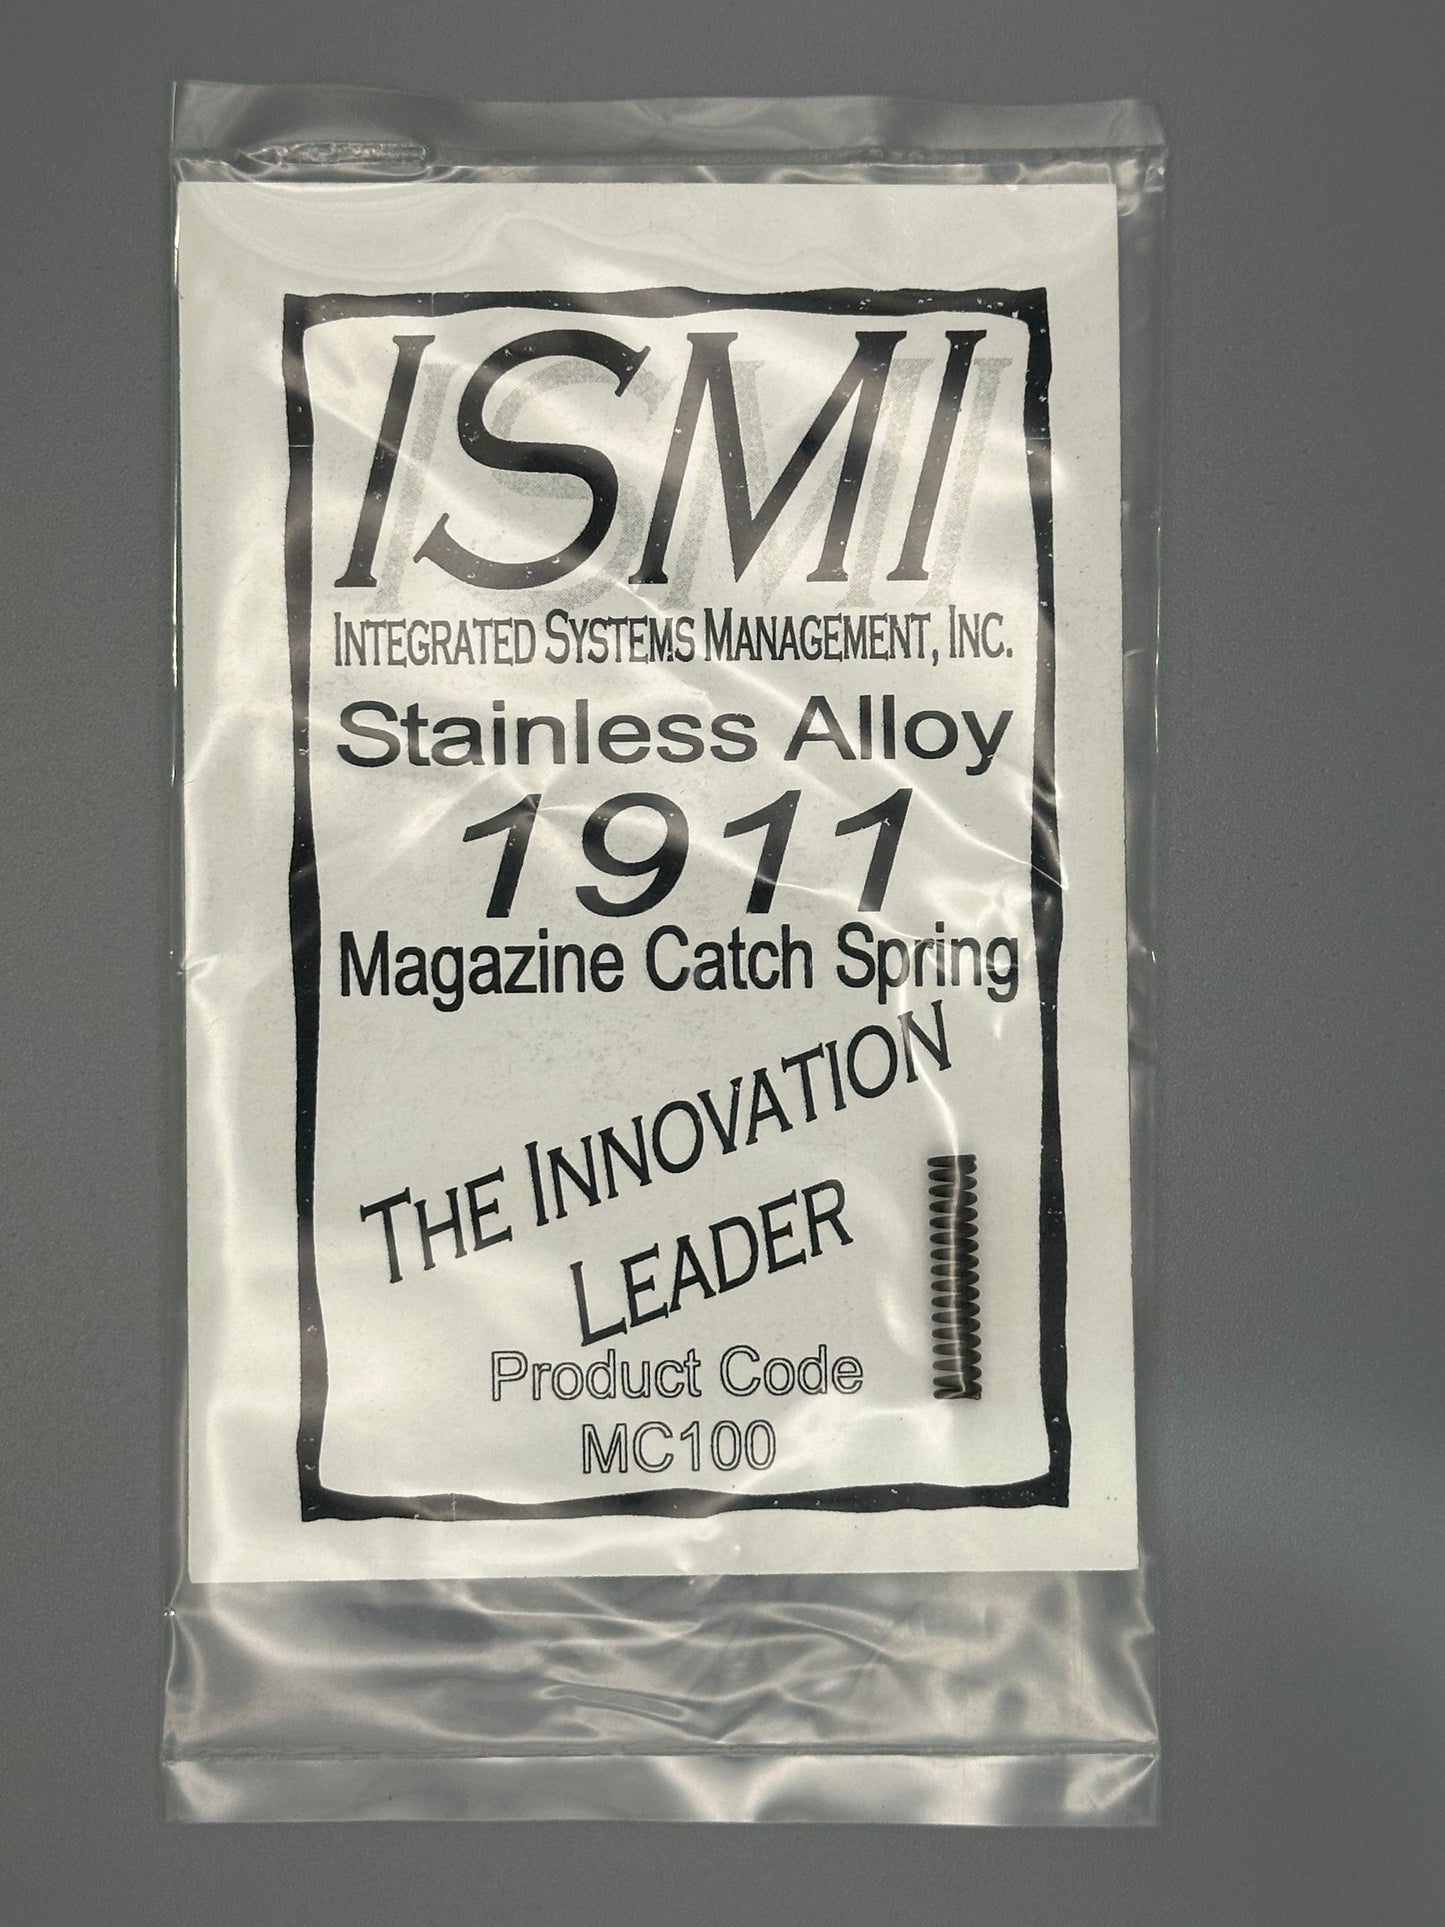 ISMI
INTEGRATED SYSTEMS MANAGEMENT, INC.
Stainless Alloy
1911
Magazine Catch Spring
THE INNOVATION
LEADER
Product Code
MC100